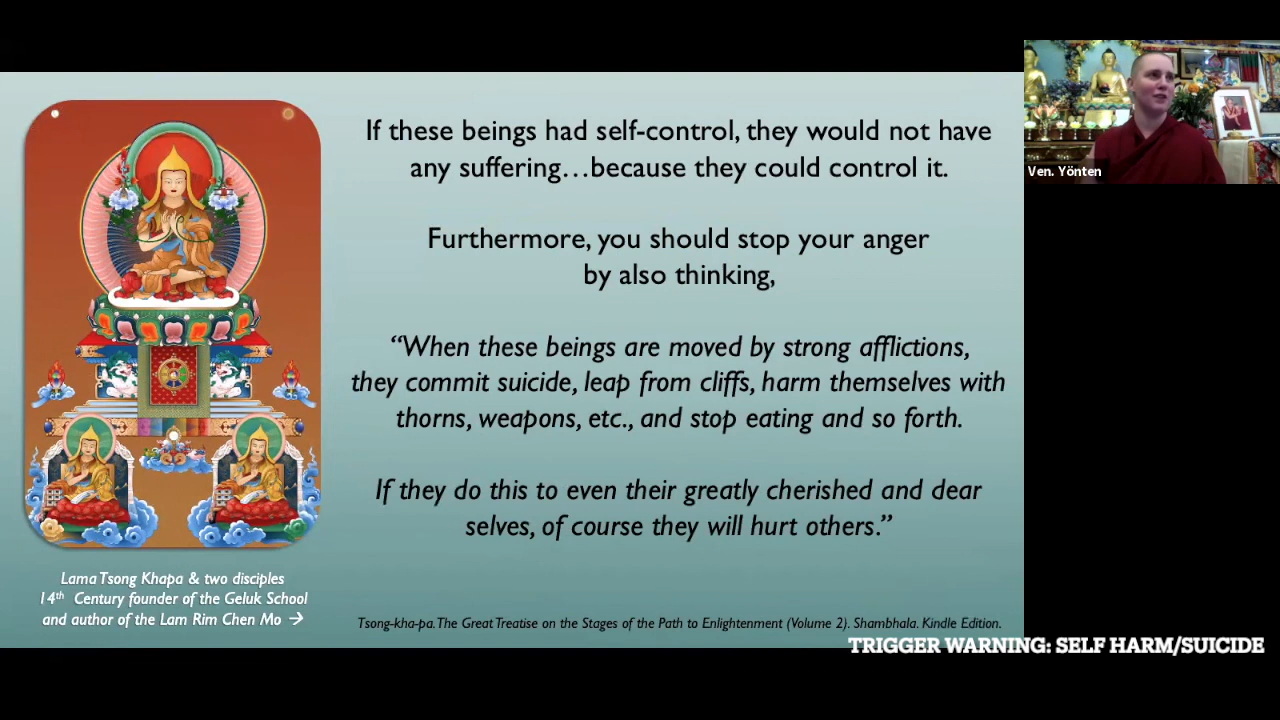 If these beings had self-control, they would not have
any suffering…because they could control it.
Furthermore, you should stop your anger
by also thinking,
“When these beings are moved by strong afflictions,
they commit suicide, leap from cliffs, harm themselves with
thorns, weapons, etc., and stop eating and so forth.
If they do this to even their greatly cherished and dear
selves, of course they will hurt others.”
Lama Tsong Khapa & two disciples
14th Century founder of the Geluk School
and author of the Lam Rim Chen Mo →
Tsong-kha-pa. The Great Treatise on the Stages of the Path to Enlightenment (Volume 2). Shambhala. Kindle Edition.
Ven. Yönten
TRIGGER WARNING: SELF HARM/SUICIDE